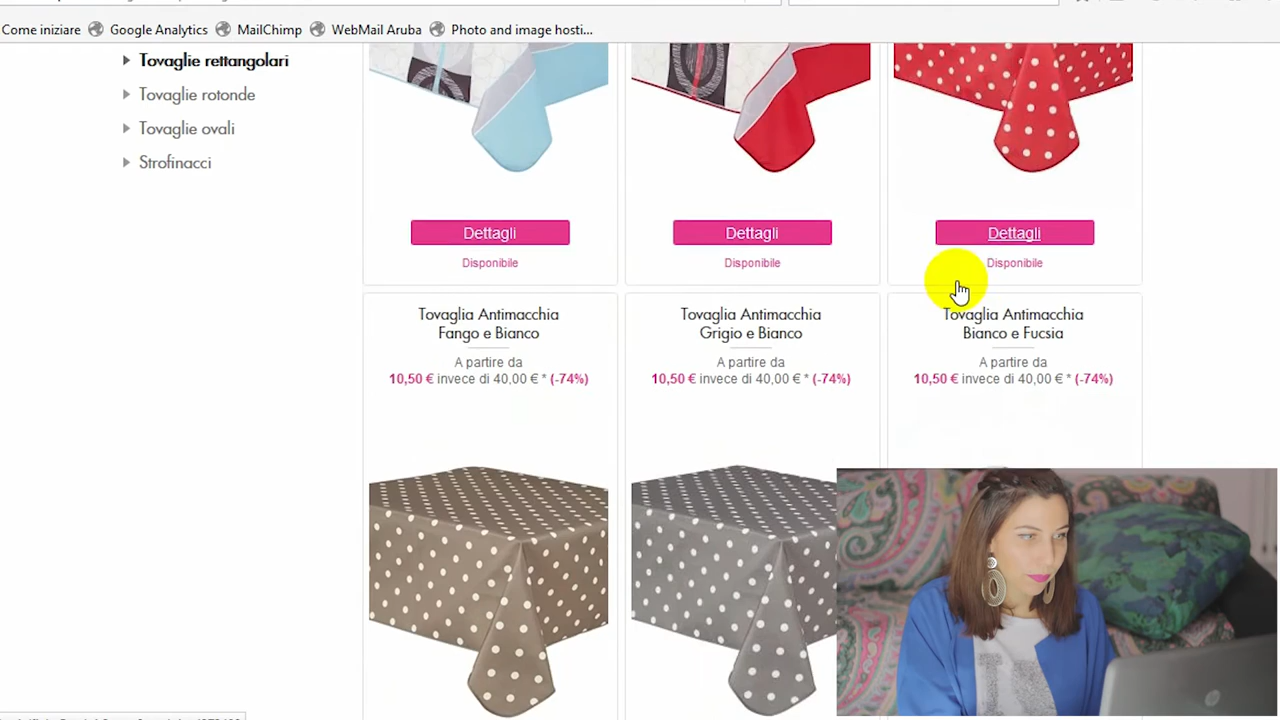 Come iniziare
Google Analytics
MailChimp
WebMail Aruba
Photo and image hosti...
Tovaglie rettangolari
Tovaglie rotonde
Tovaglie ovali
Strofinacci
Dettagli
Disponibile
Dettagli
Disponibile
Dettagli
Disponibile
Tovaglia Antimacchia
Fango e Bianco
A partire da
10,50 € invece di 40,00 € * (-74%)
Tovaglia Antimacchia
Grigio e Bianco
A partire da
10,50 € invece di 40,00 € * (-74%)
Tovaglia Antimacchia
Bianco e Fucsia
A partire da
10,50 € invece di 40,00 € * (-74%)